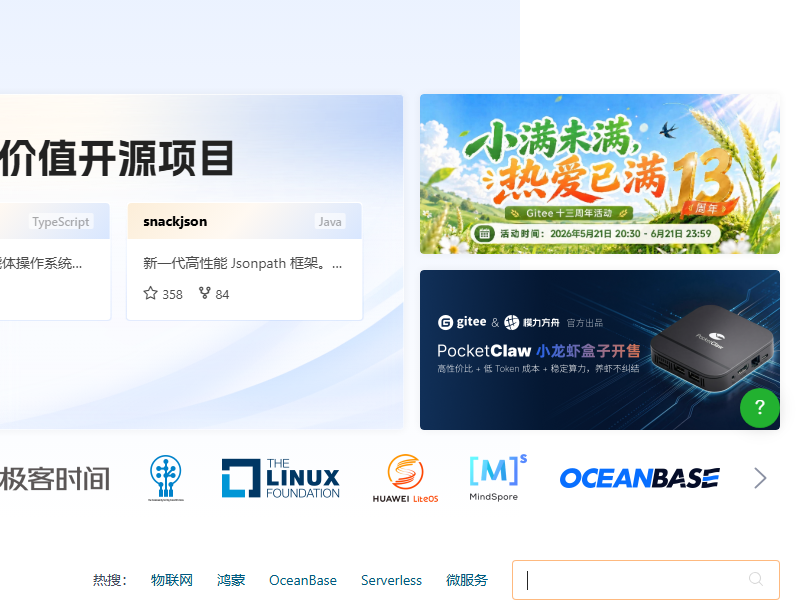 价值开源项目
TypeScript
snackjson
Java
体操作系统...
新一代高性能 Jsonpath 框架。...
358
84
小满未满,
热爱已满
13
周年
Gitee 十三周年活动
活动时间：2026年5月21日 20:30 - 6月21日 23:59
gitee & 模力方舟 官方出品
PocketClaw 小龙虾盒子开售
高性价比 + 低 Token 成本 + 稳定算力，养虾不纠结
PocketClaw
?
极客时间
THE
LINUX
FOUNDATION
HUAWEI LiteOS
[M]s
MindSpore
OCEANBASE
热搜：
物联网
鸿蒙
OceanBase
Serverless
微服务